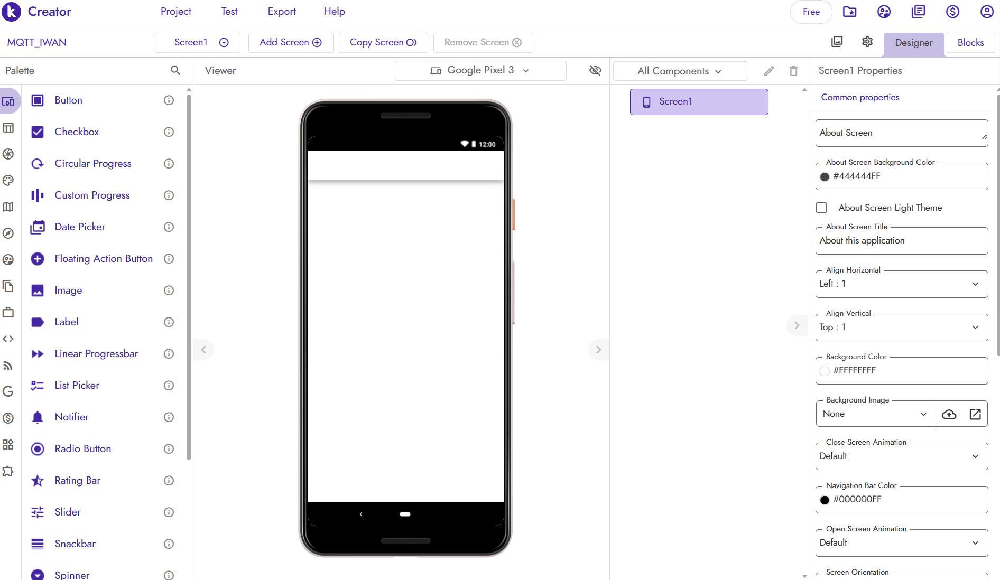 Creator
Project
Test
Export
Help
Free
MQTT_IWAN
Screen1
Add Screen
Copy Screen
Remove Screen
Designer
Blocks
Palette
Button
Checkbox
Circular Progress
Custom Progress
Date Picker
Floating Action Button
Image
Label
Linear Progressbar
List Picker
Notifier
Radio Button
Rating Bar
Slider
Snackbar
Spinner
Viewer
Google Pixel 3
12:00
All Components
Screen1
Screen1 Properties
Common properties
About Screen
About Screen Background Color
#444444FF
About Screen Light Theme
About Screen Title
About this application
Align Horizontal
Left : 1
Align Vertical
Top : 1
Background Color
#FFFFFFFF
Background Image
None
Close Screen Animation
Default
Navigation Bar Color
#000000FF
Open Screen Animation
Default
Screen Orientation